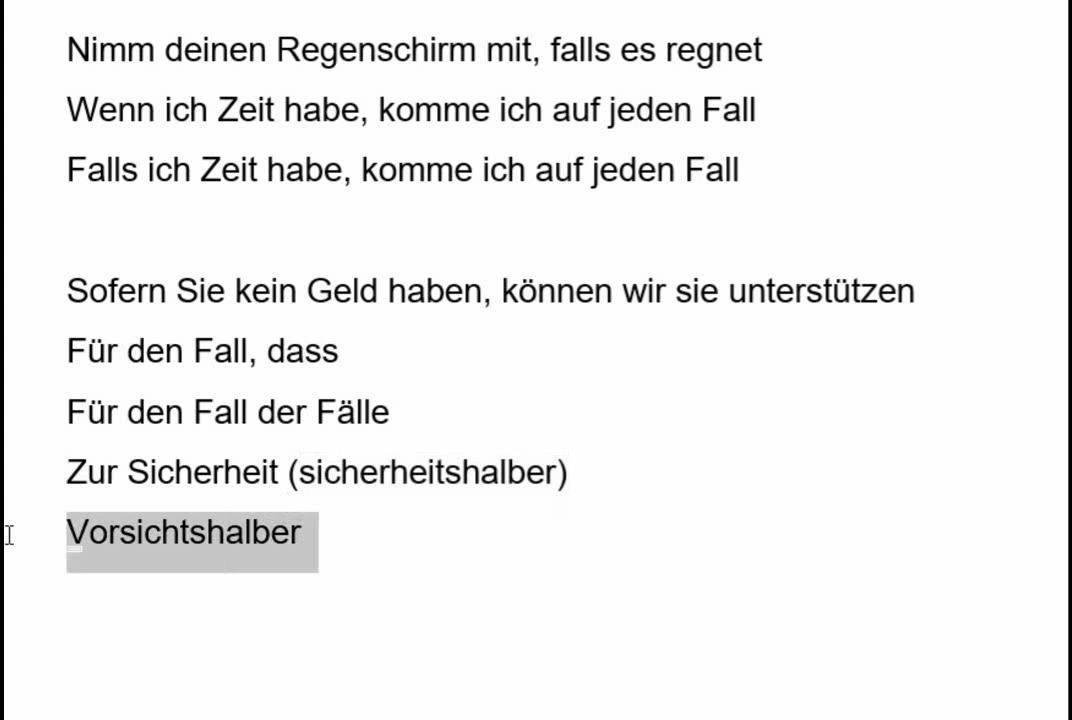 Nimm deinen Regenschirm mit, falls es regnet
Wenn ich Zeit habe, komme ich auf jeden Fall
Falls ich Zeit habe, komme ich auf jeden Fall
Sofern Sie kein Geld haben, können wir sie unterstützen
Für den Fall, dass
Für den Fall der Fälle
Zur Sicherheit (sicherheitshalber)
Vorsichtshalber